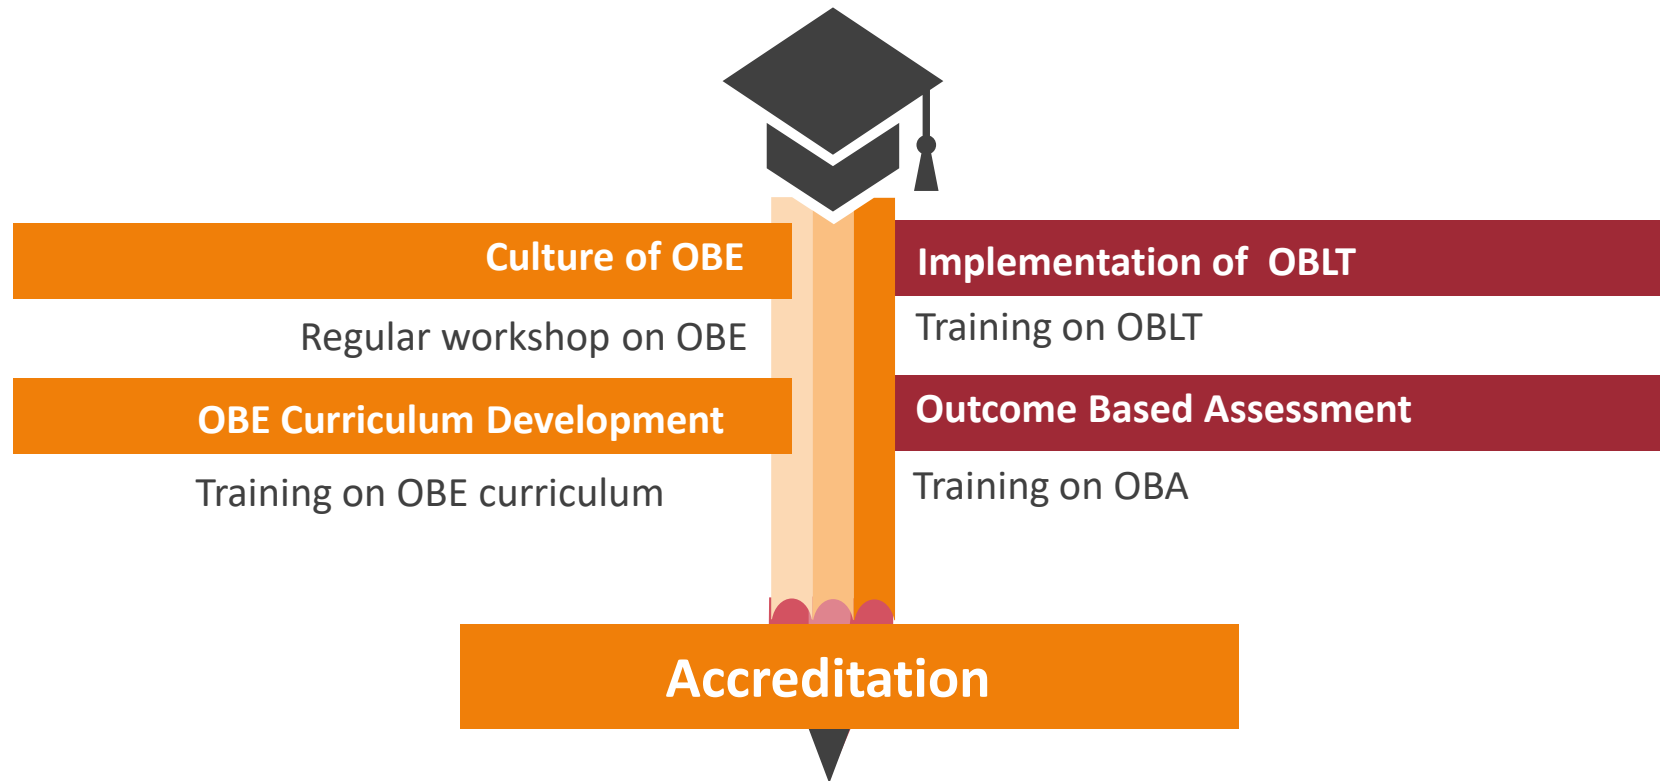 Culture of OBE
Regular workshop on OBE
OBE Curriculum Development
Training on OBE curriculum
Implementation of OBLT
Training on OBLT
Outcome Based Assessment
Training on OBA
Accreditation